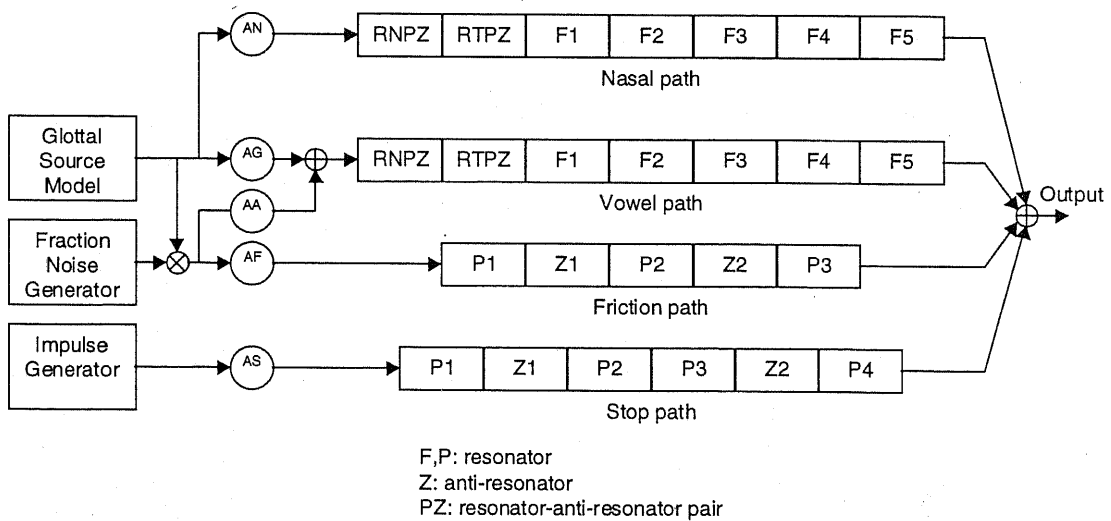 AN
RNPZ RTPZ F1 F2 F3 F4 F5
Nasal path
Glottal
Source
Model
AG
RNPZ RTPZ F1 F2 F3 F4 F5
Vowel path
Output
AA
Fraction
Noise
Generator
AF
P1 Z1 P2 Z2 P3
Friction path
Impulse
Generator
AS
P1 Z1 P2 P3 Z2 P4
Stop path
F,P: resonator
Z: anti-resonator
PZ: resonator-anti-resonator pair